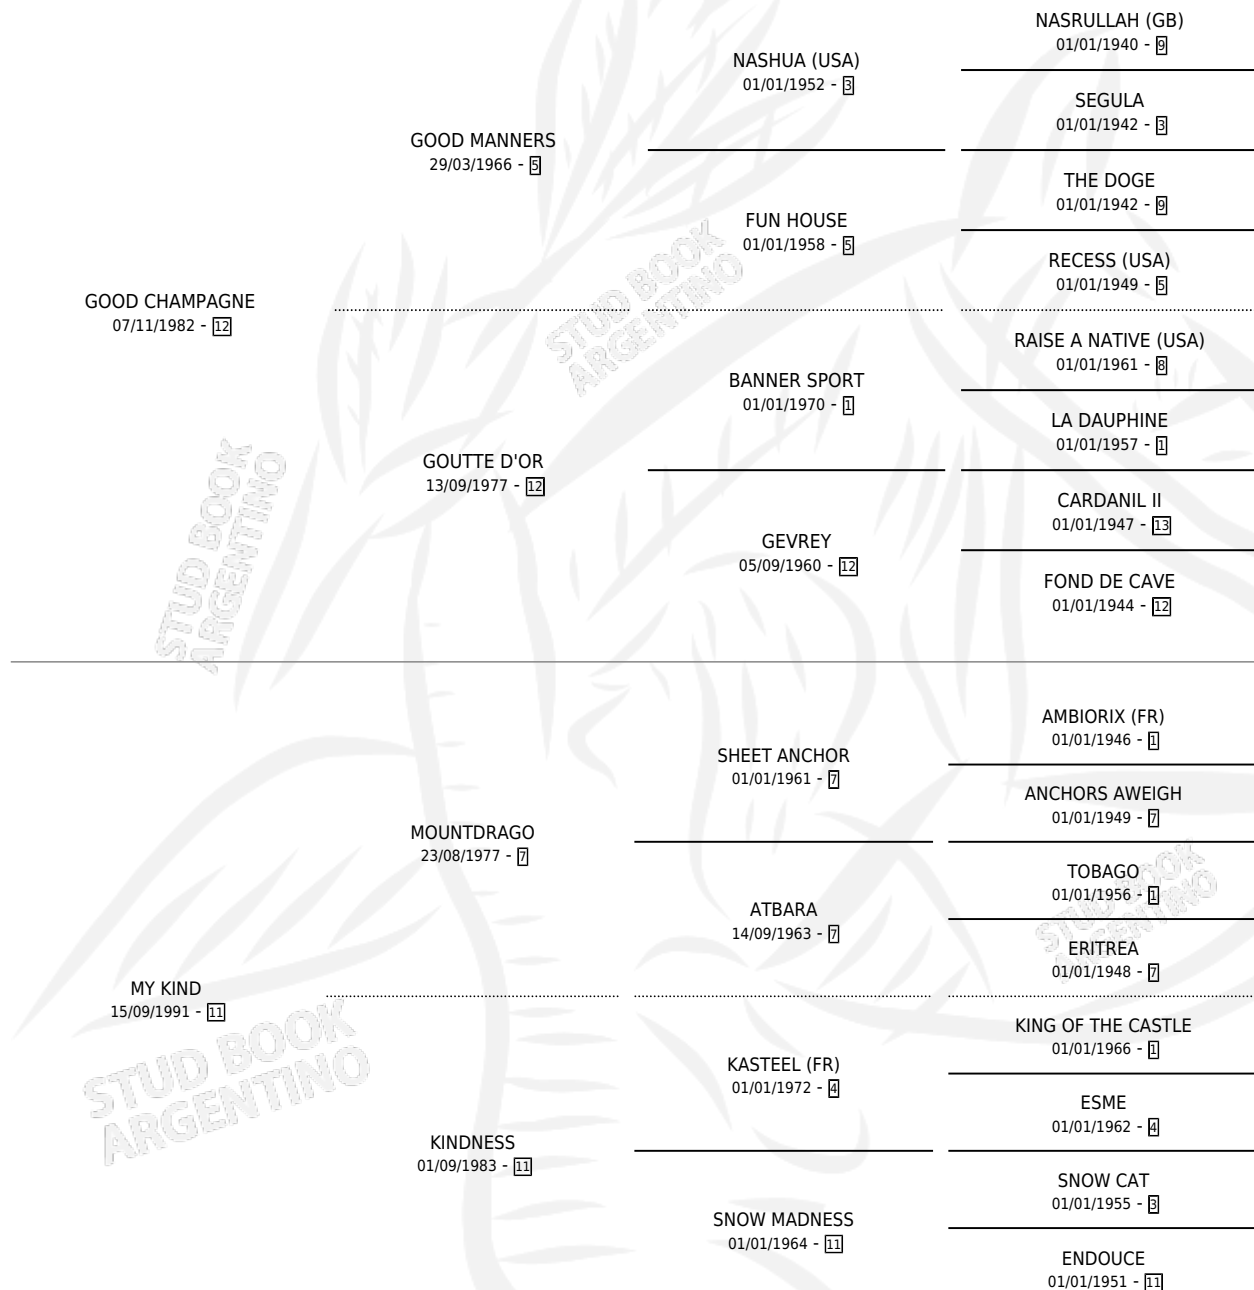 NASRULLAH (GB)
01/01/1940 - 9
NASHUA (USA)
01/01/1952 - 3
SEGULA
01/01/1942 - 3
GOOD MANNERS
29/03/1966 - 5
THE DOGE
01/01/1942 - 9
FUN HOUSE
01/01/1958 - 5
RECESS (USA)
01/01/1949 - 5
GOOD CHAMPAGNE
07/11/1982 - 12
STUD BOOK
ARGENTINO
RAISE A NATIVE (USA)
01/01/1961 - 8
BANNER SPORT
01/01/1970 - 1
LA DAUPHINE
01/01/1957 - 1
GOUTTE D'OR
13/09/1977 - 12
CARDANIL II
01/01/1947 - 13
GEVREY
05/09/1960 - 12
FOND DE CAVE
01/01/1944 - 12
STUD BOOK
ARGENTINO
AMBIORIX (FR)
01/01/1946 - 1
SHEET ANCHOR
01/01/1961 - 7
ANCHORS AWEIGH
01/01/1949 - 7
MOUNTDRAGO
23/08/1977 - 7
TOBAGO
01/01/1956 - 1
ATBARA
14/09/1963 - 7
STUD BOOK
ARGENTINO
ERITREA
01/01/1948 - 7
MY KIND
15/09/1991 - 11
STUD BOOK
ARGENTINO
KING OF THE CASTLE
01/01/1966 - 1
KASTEEL (FR)
01/01/1972 - 4
ESME
01/01/1962 - 4
KINDNESS
01/09/1983 - 11
SNOW CAT
01/01/1955 - 3
SNOW MADNESS
01/01/1964 - 11
ENDOUCE
01/01/1951 - 11